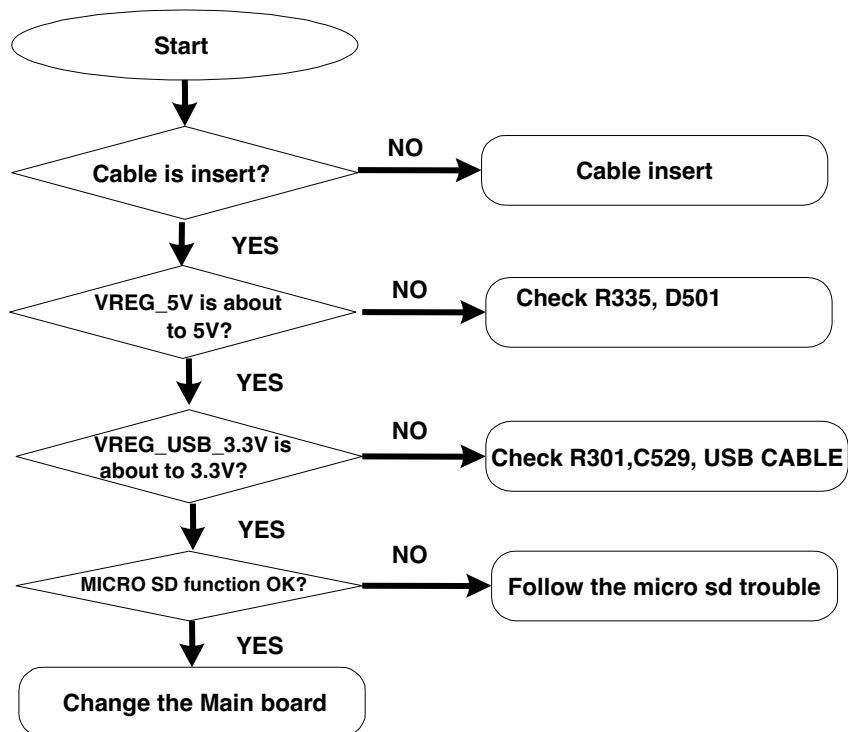 Start
Cable is insert?
NO
Cable insert
YES
VREG_5V is about
to 5V?
NO
Check R335, D501
YES
VREG_USB_3.3V is
about to 3.3V?
NO
Check R301,C529, USB CABLE
YES
MICRO SD function OK?
NO
Follow the micro sd trouble
YES
Change the Main board